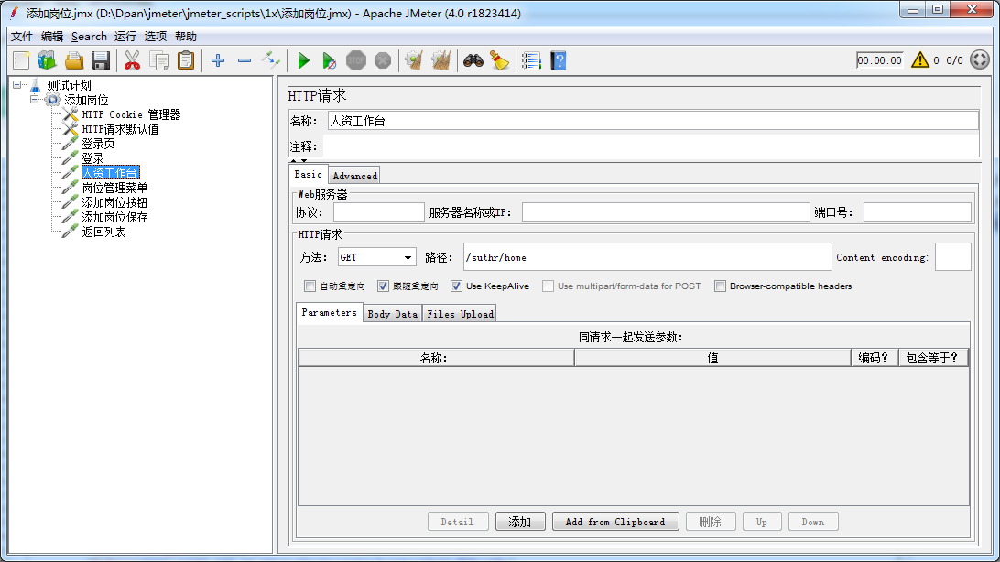 添加岗位.jmx (D:\Dpan\jmeter\jmeter_scripts\1x\添加岗位.jmx) - Apache JMeter (4.0 r1823414)
文件 编辑 Search 运行 选项 帮助
STOP 00:00:00 0 0/0
测试计划
添加岗位
HTTP Cookie 管理器
HTTP请求默认值
登录页
登录
人资工作台
岗位管理菜单
添加岗位按钮
添加岗位保存
返回列表
HTTP请求
名称: 人资工作台
注释:
Basic Advanced
Web服务器
协议: 服务器名称或IP: 端口号:
HTTP请求
方法: GET 路径: /suthr/home Content encoding:
自动重定向 跟随重定向 Use KeepAlive Use multipart/form-data for POST Browser-compatible headers
Parameters Body Data Files Upload
同请求一起发送参数:
名称: 值 编码? 包含等于?
Detail 添加 Add from Clipboard 删除 Up Down